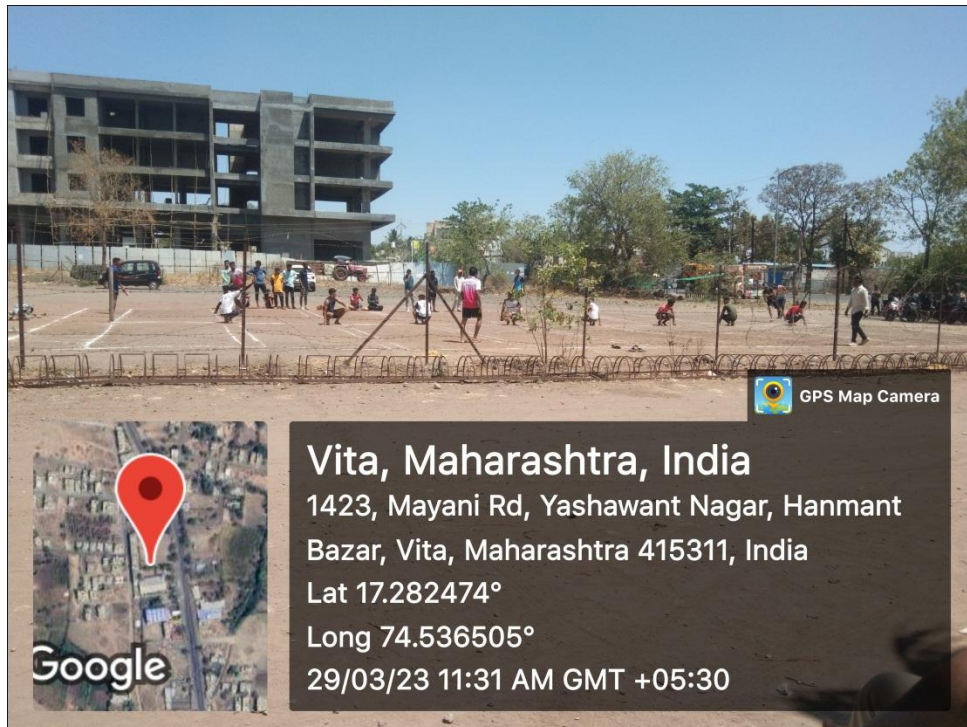 GPS Map Camera
Vita, Maharashtra, India
1423, Mayani Rd, Yashawant Nagar, Hanmant
Bazar, Vita, Maharashtra 415311, India
Lat 17.282474°
Long 74.536505°
29/03/23 11:31 AM GMT +05:30
Google